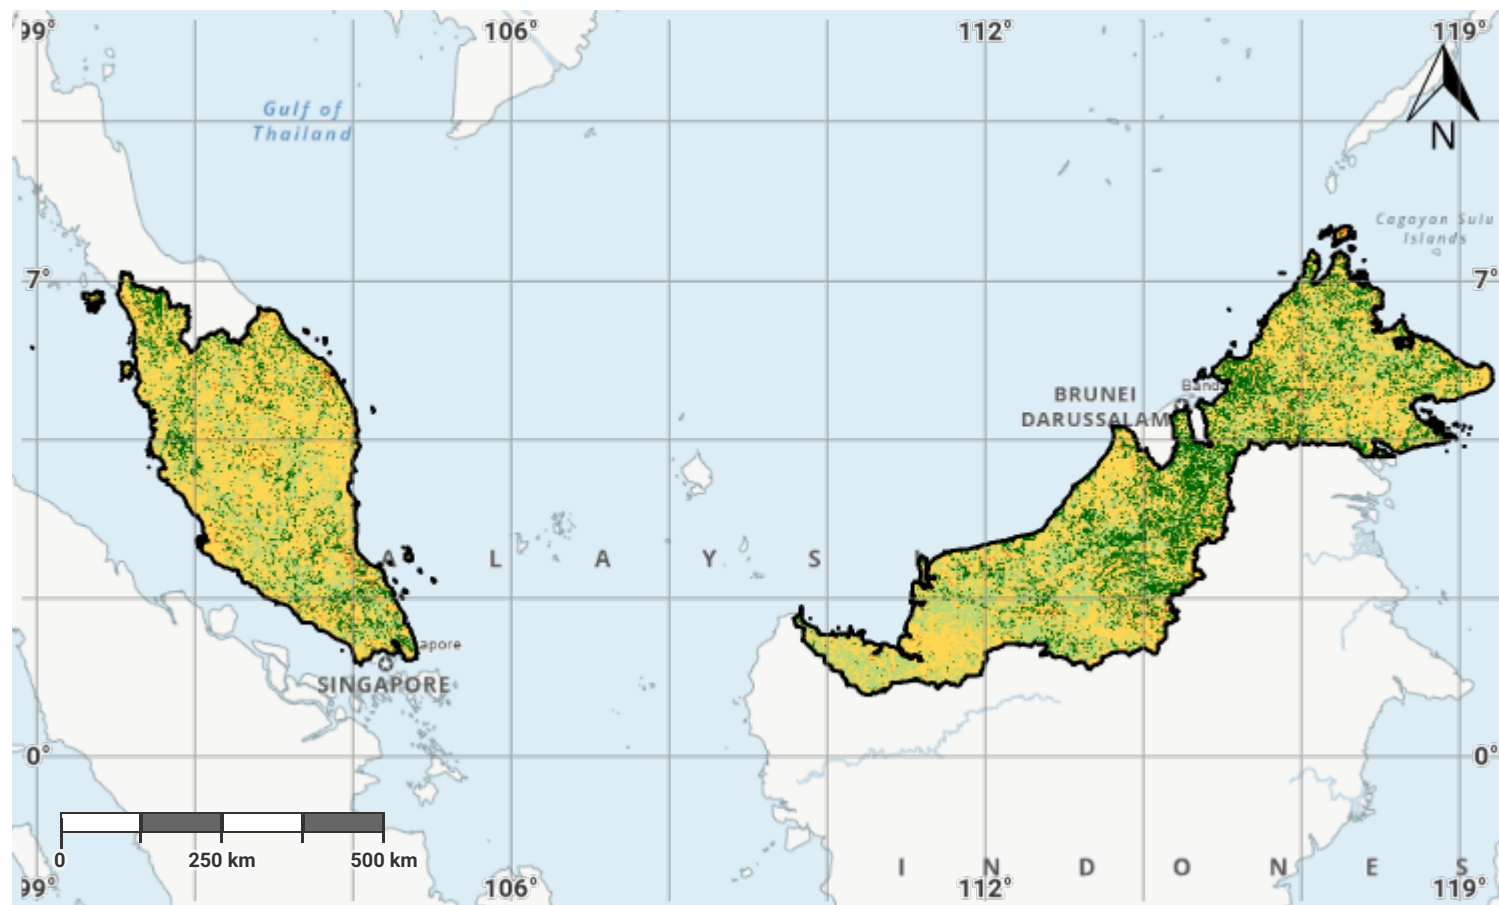 99°
106°
112°
119°
N
Gulf of
Thailand
Cagayan Sulu
Islands
7°
7°
BRUNEI
DARUSSALAM
Band
A L A Y S I
apore
SINGAPORE
0°
0°
0 250 km 500 km
I N D O N E S
99°
106°
112°
119°